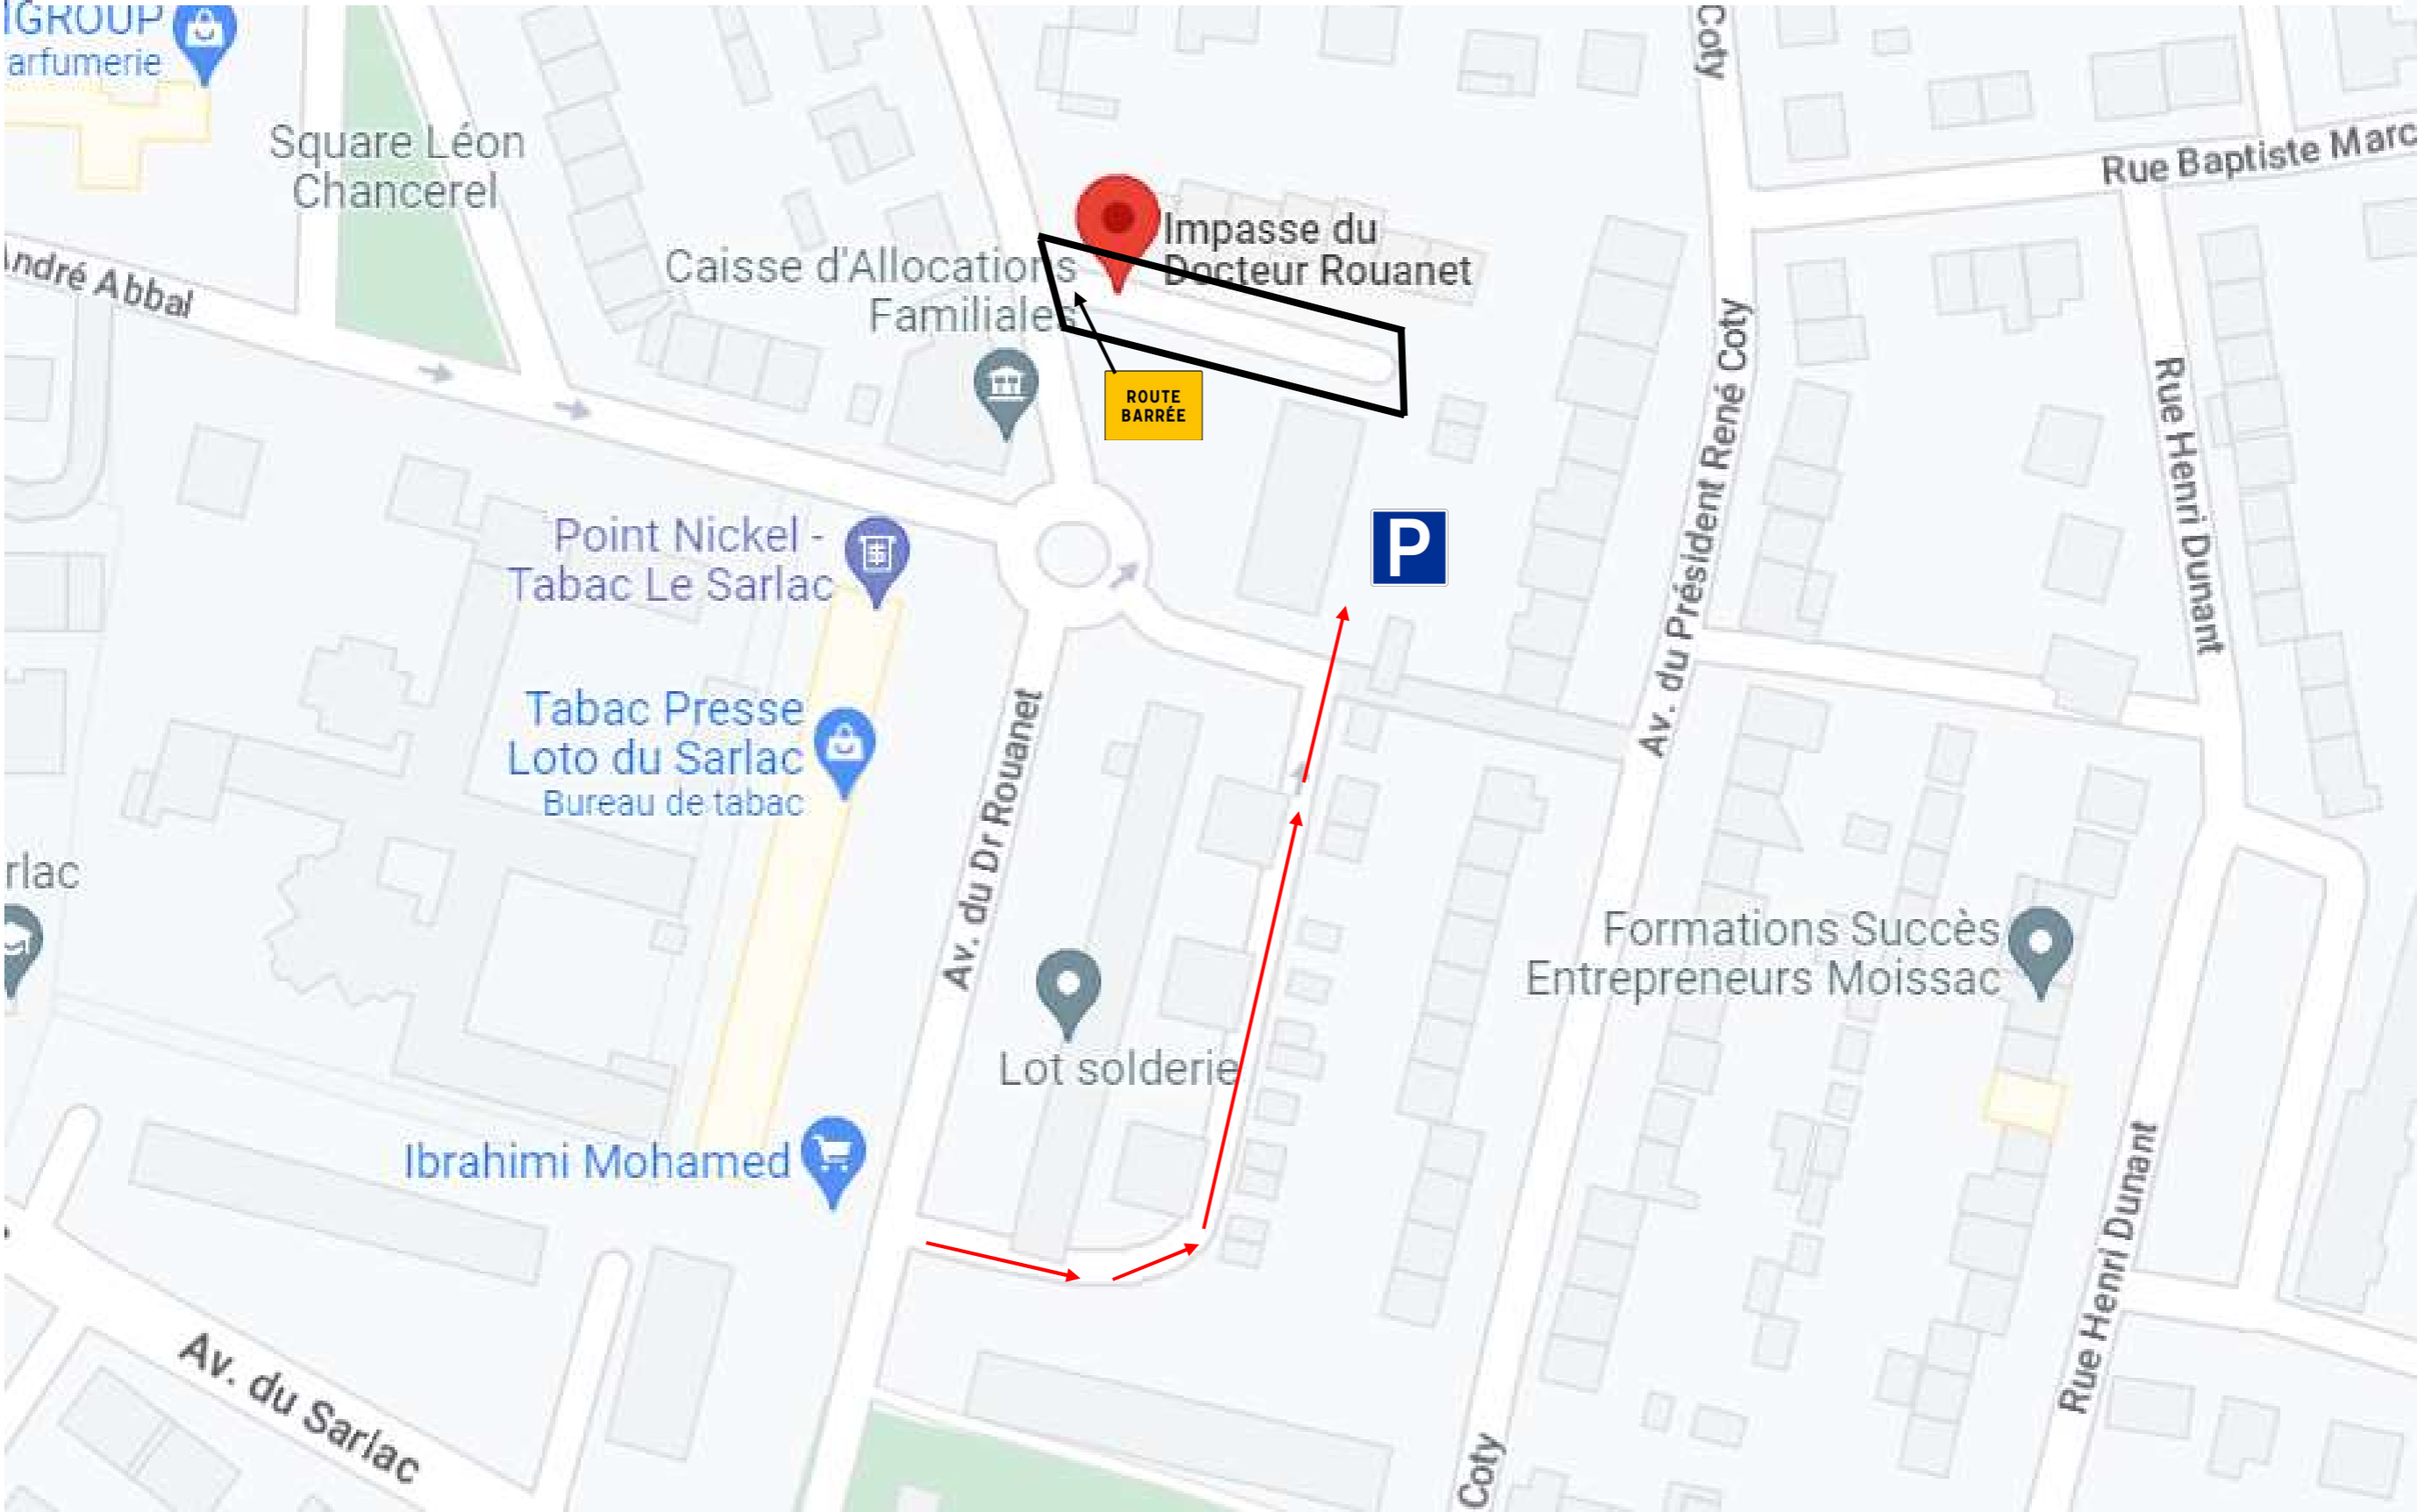 IGROUP
arfumerie
Coty
Square Léon
Chancerel
Rue Baptiste Marc
Impasse du
Docteur Rouanet
Caisse d'Allocations
Familiales
André Abbal
ROUTE
BARRÉE
Av. du Président René Coty
Rue Henri Dunant
P
Point Nickel -
Tabac Le Sarlac
Tabac Presse
Loto du Sarlac
Bureau de tabac
Av. du Dr Rouanet
rlac
Formations Succès
Entrepreneurs Moissac
Lot solderie
Ibrahimi Mohamed
Rue Henri Dunant
Av. du Sarlac
Coty